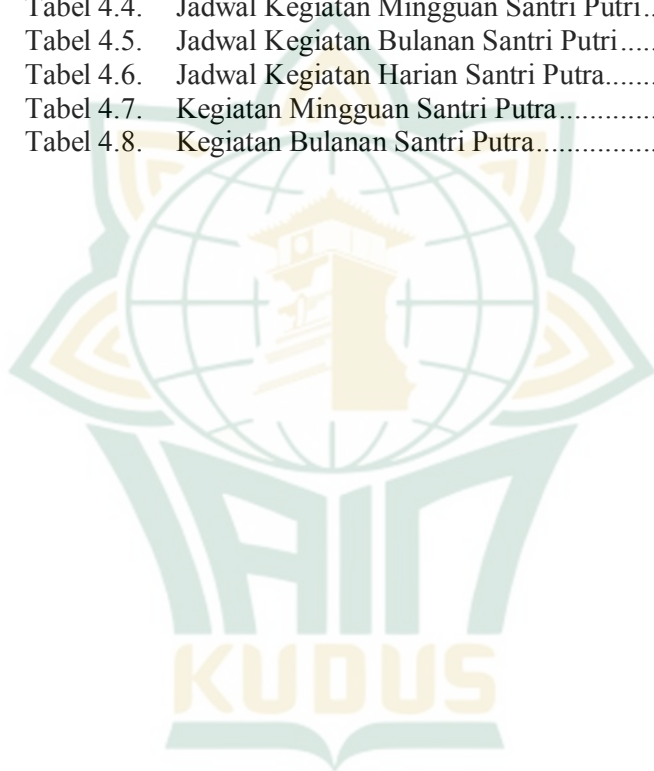 Tabel 4.4. Jadwal Kegiatan Mingguan Santri Putri..
Tabel 4.5. Jadwal Kegiatan Bulanan Santri Putri.....
Tabel 4.6. Jadwal Kegiatan Harian Santri Putra.......
Tabel 4.7. Kegiatan Mingguan Santri Putra.............
Tabel 4.8. Kegiatan Bulanan Santri Putra................
IAIN
KUDUS